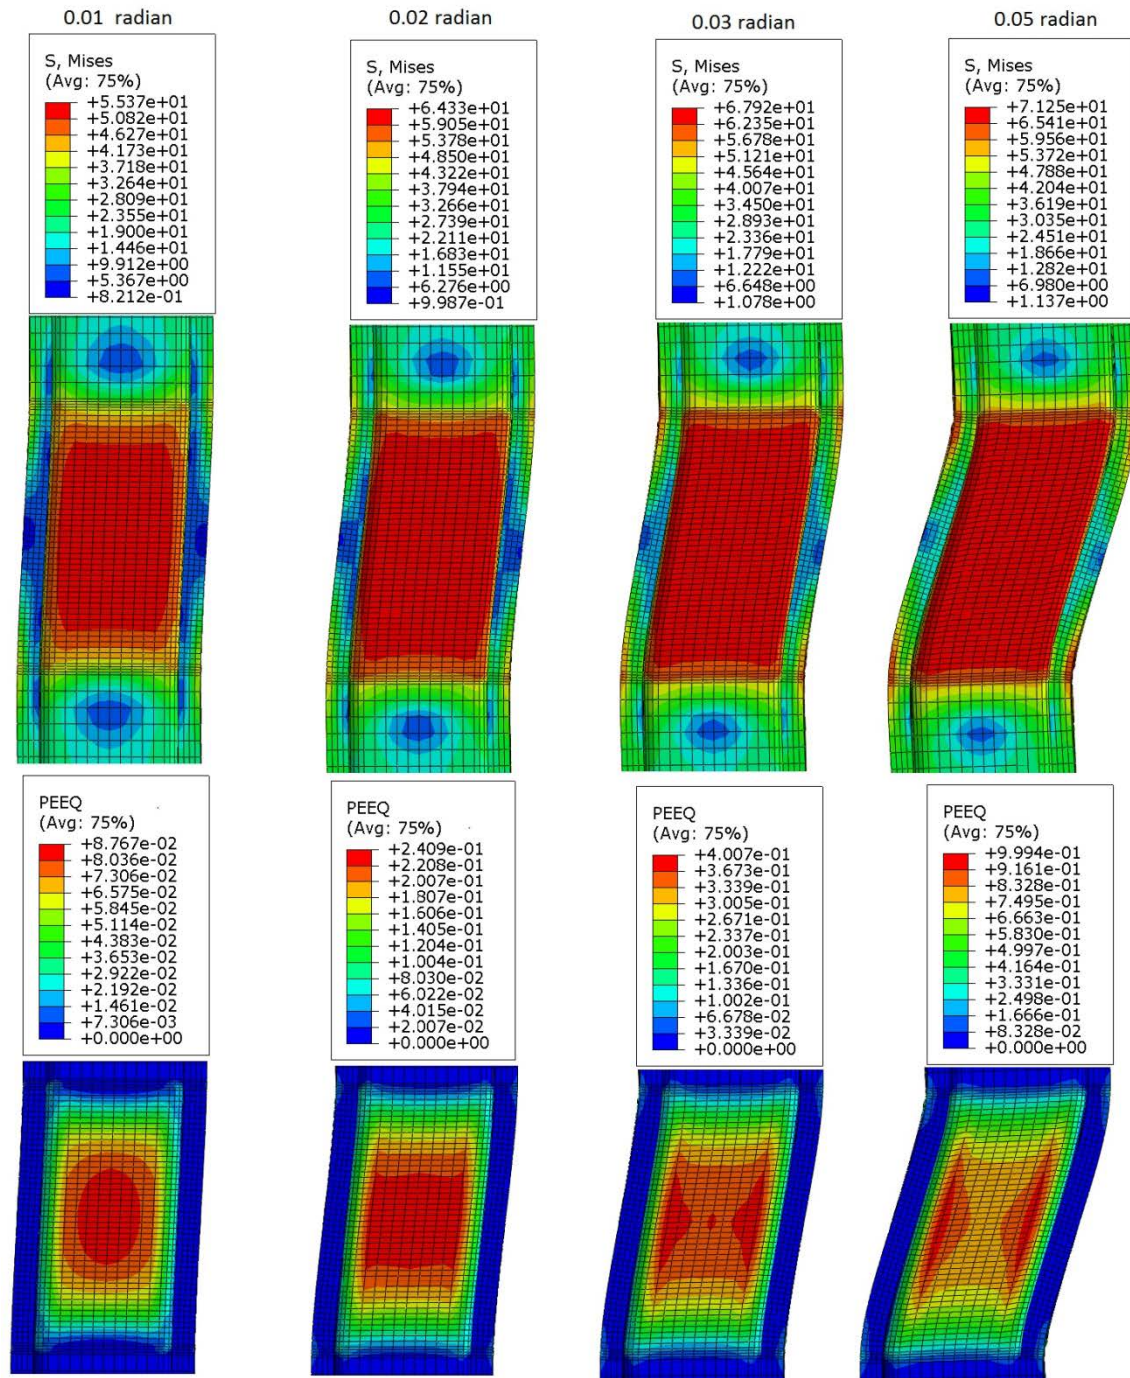 0.01 radian
0.02 radian
0.03 radian
0.05 radian
S, Mises
(Avg: 75%)
+5.537e+01
+5.082e+01
+4.627e+01
+4.173e+01
+3.718e+01
+3.264e+01
+2.809e+01
+2.355e+01
+1.900e+01
+1.446e+01
+9.912e+00
+5.367e+00
+8.212e-01
S, Mises
(Avg: 75%)
+6.433e+01
+5.905e+01
+5.378e+01
+4.850e+01
+4.322e+01
+3.794e+01
+3.266e+01
+2.739e+01
+2.211e+01
+1.683e+01
+1.155e+01
+6.276e+00
+9.987e-01
S, Mises
(Avg: 75%)
+6.792e+01
+6.235e+01
+5.678e+01
+5.121e+01
+4.564e+01
+4.007e+01
+3.450e+01
+2.893e+01
+2.336e+01
+1.779e+01
+1.222e+01
+6.648e+00
+1.078e+00
S, Mises
(Avg: 75%)
+7.125e+01
+6.541e+01
+5.956e+01
+5.372e+01
+4.788e+01
+4.204e+01
+3.619e+01
+3.035e+01
+2.451e+01
+1.866e+01
+1.282e+01
+6.980e+00
+1.137e+00
PEEQ
(Avg: 75%)
+8.767e-02
+8.036e-02
+7.306e-02
+6.575e-02
+5.845e-02
+5.114e-02
+4.383e-02
+3.653e-02
+2.922e-02
+2.192e-02
+1.461e-02
+7.306e-03
+0.000e+00
PEEQ
(Avg: 75%)
+2.409e-01
+2.208e-01
+2.007e-01
+1.807e-01
+1.606e-01
+1.405e-01
+1.204e-01
+1.004e-01
+8.030e-02
+6.022e-02
+4.015e-02
+2.007e-02
+0.000e+00
PEEQ
(Avg: 75%)
+4.007e-01
+3.673e-01
+3.339e-01
+3.005e-01
+2.671e-01
+2.337e-01
+2.003e-01
+1.670e-01
+1.336e-01
+1.002e-01
+6.678e-02
+3.339e-02
+0.000e+00
PEEQ
(Avg: 75%)
+9.994e-01
+9.161e-01
+8.328e-01
+7.495e-01
+6.663e-01
+5.830e-01
+4.997e-01
+4.164e-01
+3.331e-01
+2.498e-01
+1.666e-01
+8.328e-02
+0.000e+00